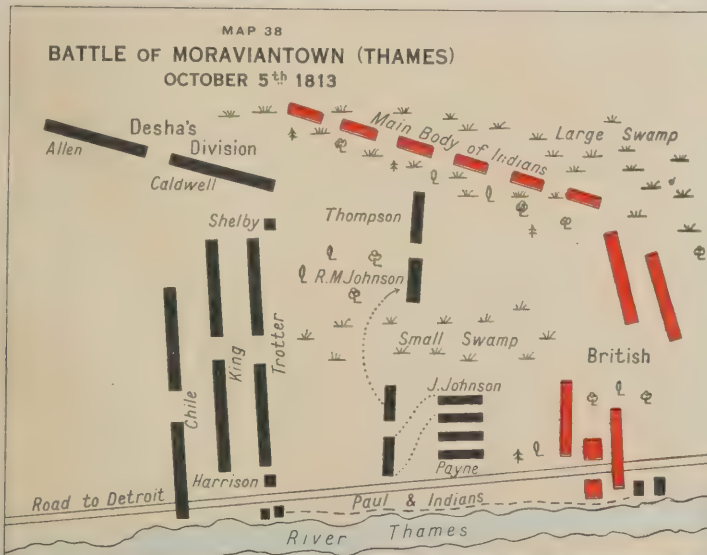 MAP 38
BATTLE OF MORAVIANTOWN (THAMES)
OCTOBER 5th 1813
Desha's
Division
Allen
Caldwell
Main Body of Indians
Large Swamp
Shelby
Thompson
R.M.Johnson
Small Swamp
British
Chile
King
Trotter
J.Johnson
Payne
Harrison
Road to Detroit
Paul & Indians
River Thames